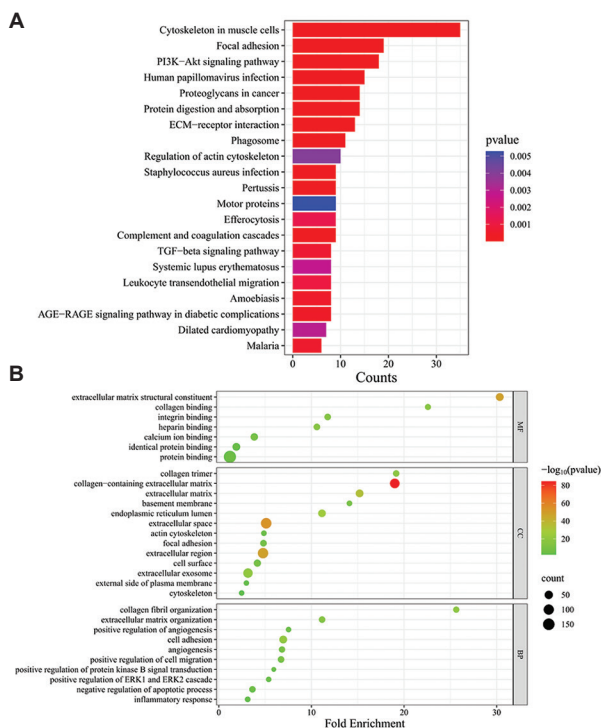 A
Cytoskeleton in muscle cells
Focal adhesion
PI3K−Akt signaling pathway
Human papillomavirus infection
Proteoglycans in cancer
Protein digestion and absorption
ECM−receptor interaction
Phagosome
Regulation of actin cytoskeleton
Staphylococcus aureus infection
Pertussis
Motor proteins
Efferocytosis
Complement and coagulation cascades
TGF−beta signaling pathway
Systemic lupus erythematosus
Leukocyte transendothelial migration
Amoebiasis
AGE−RAGE signaling pathway in diabetic complications
Dilated cardiomyopathy
Malaria
0 10 20 30
Counts
pvalue
0.005
0.004
0.003
0.002
0.001
B
extracellular matrix structural constituent
collagen binding
integrin binding
heparin binding
calcium ion binding
identical protein binding
protein binding
MF
collagen trimer
collagen−containing extracellular matrix
extracellular matrix
basement membrane
endoplasmic reticulum lumen
extracellular space
actin cytoskeleton
focal adhesion
extracellular region
cell surface
extracellular exosome
external side of plasma membrane
cytoskeleton
CC
collagen fibril organization
extracellular matrix organization
positive regulation of angiogenesis
cell adhesion
angiogenesis
positive regulation of cell migration
positive regulation of protein kinase B signal transduction
positive regulation of ERK1 and ERK2 cascade
negative regulation of apoptotic process
inflammatory response
BP
0 10 20 30
Fold Enrichment
−log10(pvalue)
80
60
40
20
count
50
100
150